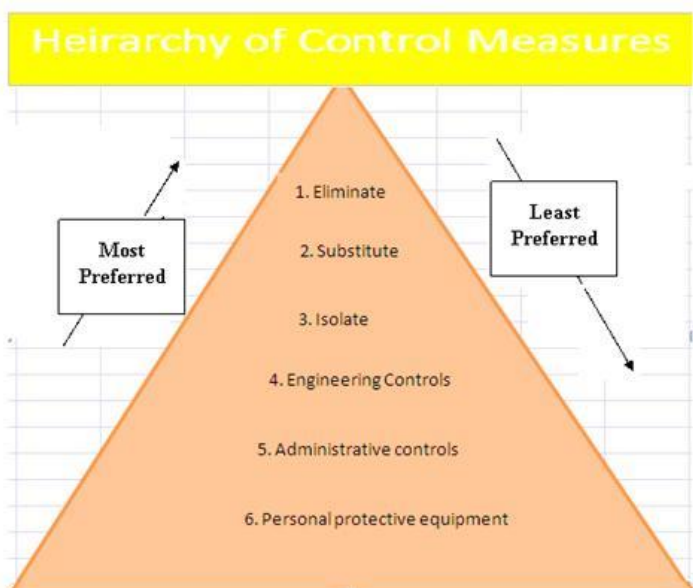 Heirarchy of Control Measures
1. Eliminate
2. Substitute
3. Isolate
4. Engineering Controls
5. Administrative controls
6. Personal protective equipment
Most
Preferred
Least
Preferred